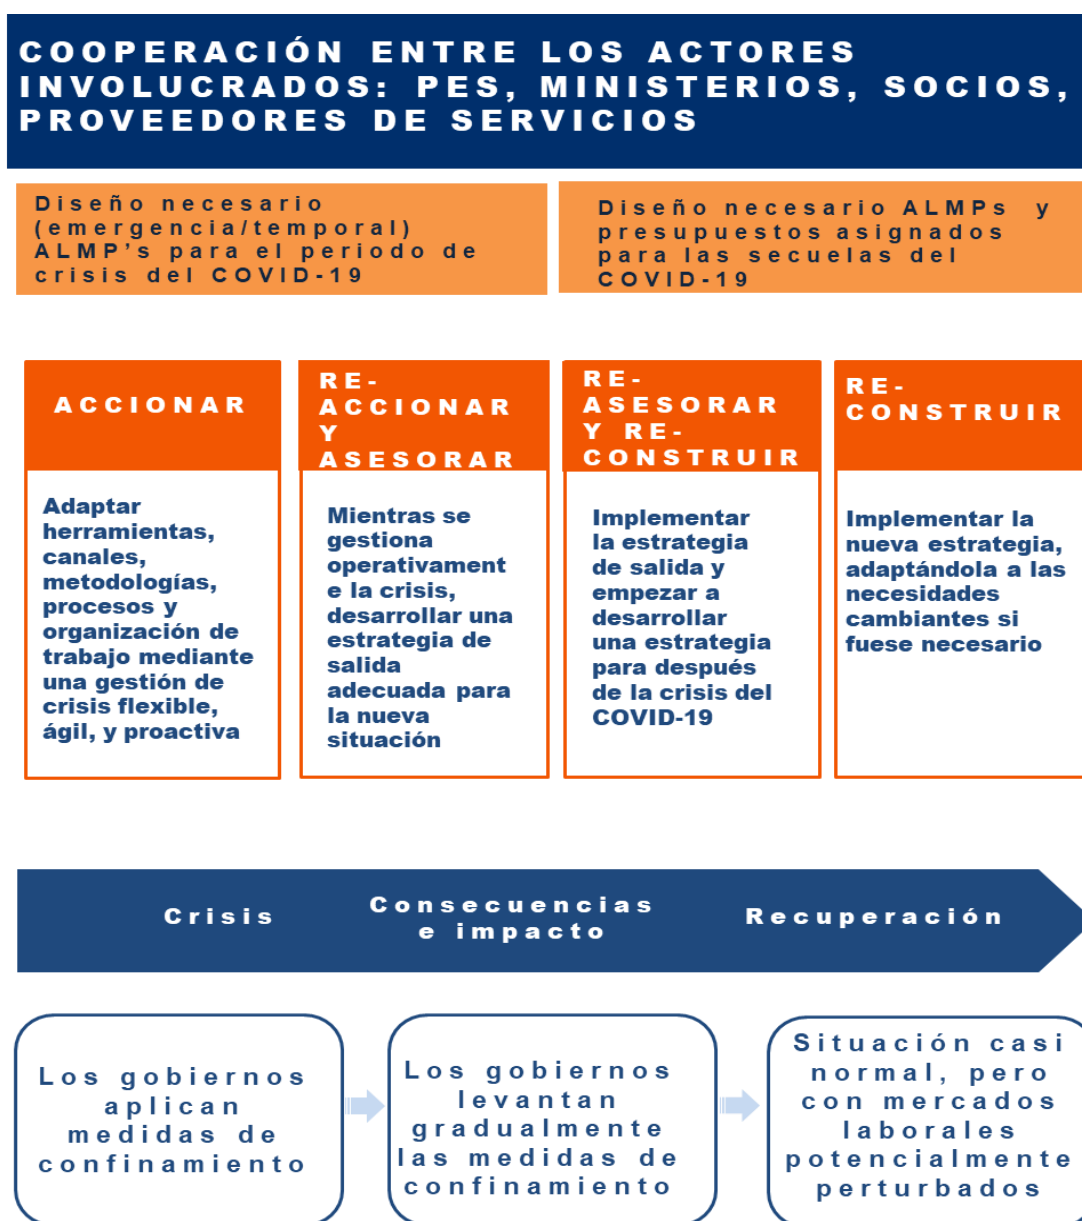 COOPERACIÓN ENTRE LOS ACTORES
INVOLUCRADOS: PES, MINISTERIOS, SOCIOS,
PROVEEDORES DE SERVICIOS
Diseño necesario
(emergencia/temporal)
ALMP’s para el periodo de
crisis del COVID-19
Diseño necesario ALMPs y
presupuestos asignados
para las secuelas del
COVID-19
ACCIONAR
Adaptar
herramientas,
canales,
metodologías,
procesos y
organización de
trabajo mediante
una gestión de
crisis flexible,
ágil, y proactiva
RE-
ACCIONAR
Y
ASESORAR
Mientras se
gestiona
operativament
e la crisis,
desarrollar una
estrategia de
salida
adecuada para
la nueva
situación
RE-
ASESORAR
Y RE-
CONSTRUIR
Implementar
la estrategia
de salida y
empezar a
desarrollar
una estrategia
para después
de la crisis del
COVID-19
RE-
CONSTRUIR
Implementar la
nueva estrategia,
adaptándola a las
necesidades
cambiantes si
fuese necesario
Crisis
Consecuencias
e impacto
Recuperación
Los gobiernos
aplican
medidas de
confinamiento
Los gobiernos
levantan
gradualmente
las medidas de
confinamiento
Situación casi
normal, pero
con mercados
laborales
potencialmente
perturbados